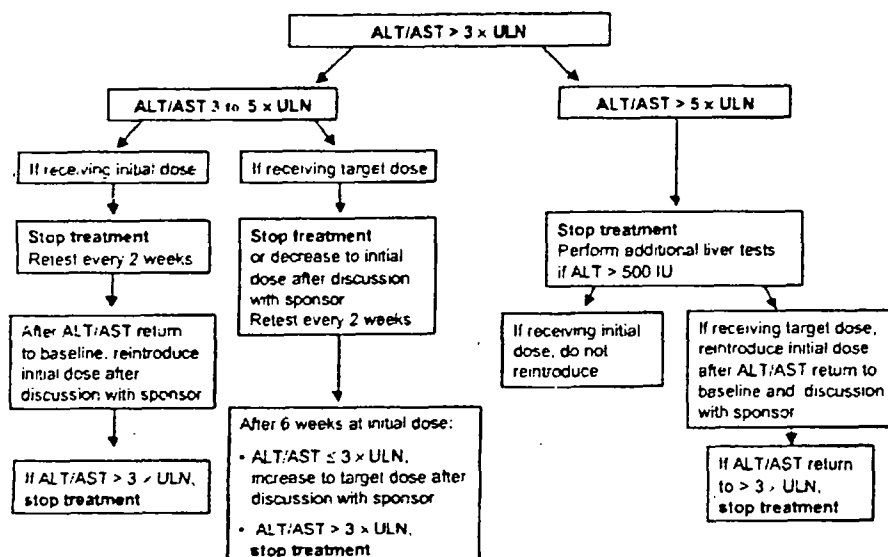 ALT/AST > 3 × ULN
ALT/AST 3 to 5 × ULN
ALT/AST > 5 × ULN
If receiving initial dose
If receiving target dose
Stop treatment
Retest every 2 weeks
Stop treatment
or decrease to initial
dose after discussion
with sponsor
Retest every 2 weeks
Stop treatment
Perform additional liver tests
if ALT > 500 IU
After ALT/AST return
to baseline, reintroduce
initial dose after
discussion with sponsor
If receiving initial
dose, do not
reintroduce
If receiving target dose,
reintroduce initial dose
after ALT/AST return to
baseline and discussion
with sponsor
After 6 weeks at initial dose:
• ALT/AST ≤ 3 × ULN,
increase to target dose after
discussion with sponsor
• ALT/AST > 3 × ULN,
stop treatment
If ALT/AST > 3 × ULN,
stop treatment
If ALT/AST return
to > 3 × ULN,
stop treatment